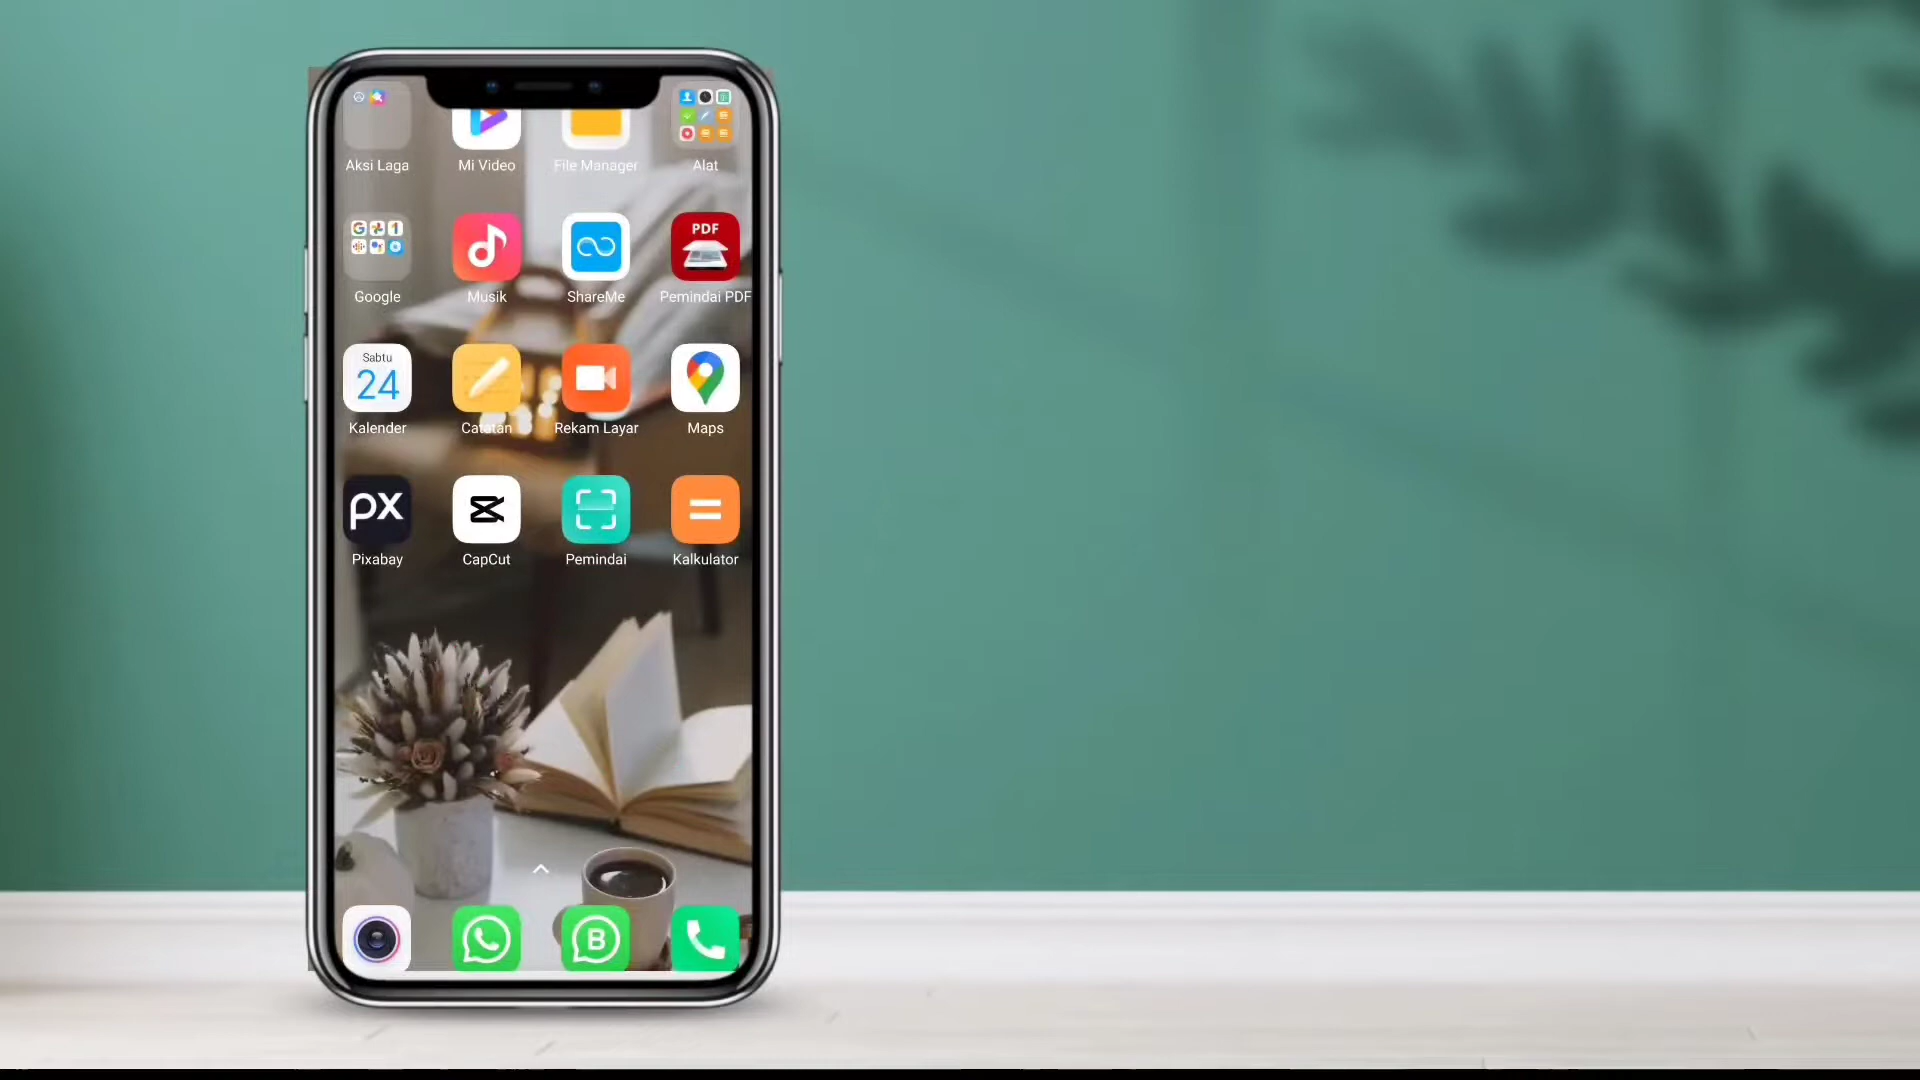 Aksi Laga
Mi Video
File Manager
Alat
PDF
Google
Musik
ShareMe
Pemindai PDF
Sabtu
24
Kalender
Catatan
Rekam Layar
Maps
px
Pixabay
CapCut
Pemindai
Kalkulator
B